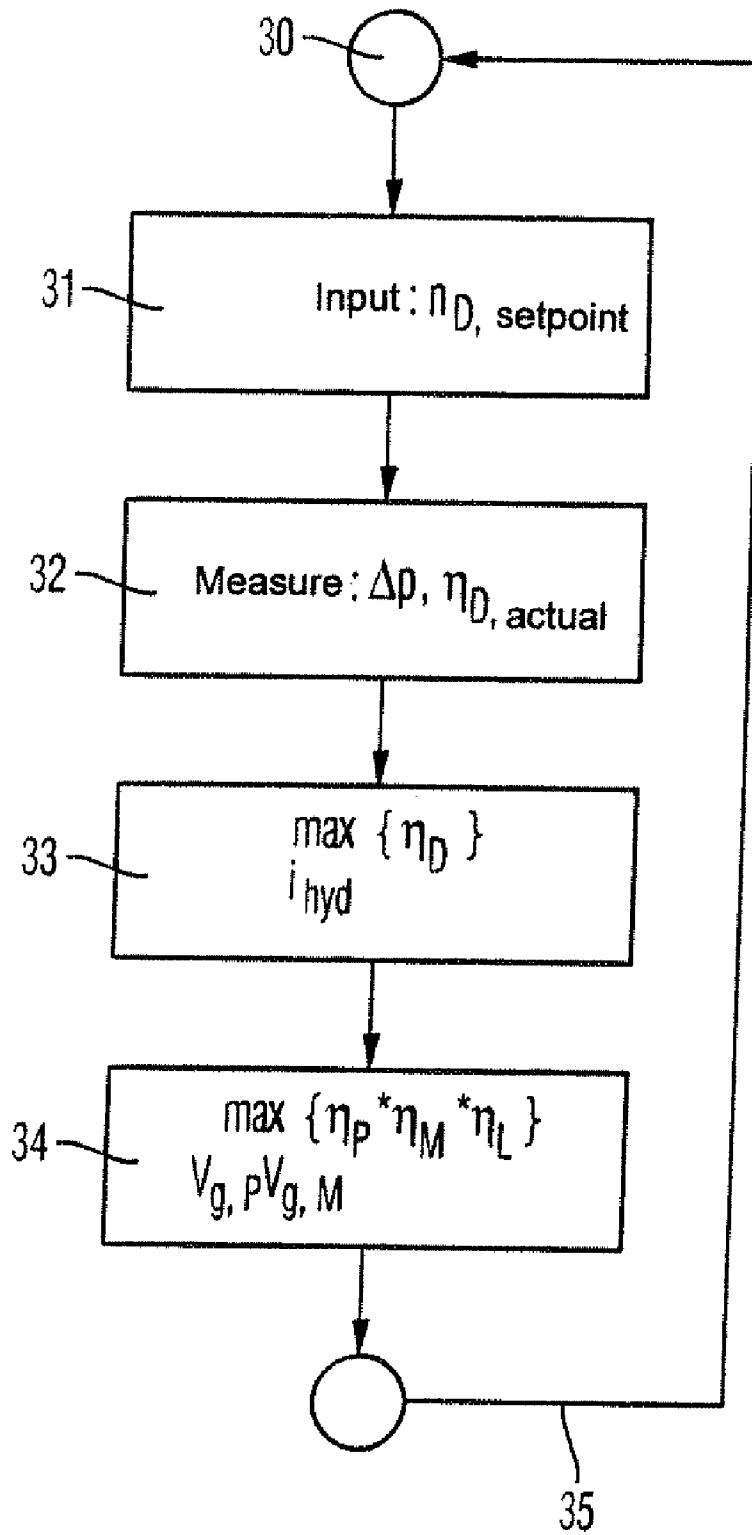 30
31
Input: η_D, setpoint
32
Measure: Δp, η_D, actual
33
max { η_D }
i_hyd
34
max {η_P*η_M*η_L}
V_g, P V_g, M
35